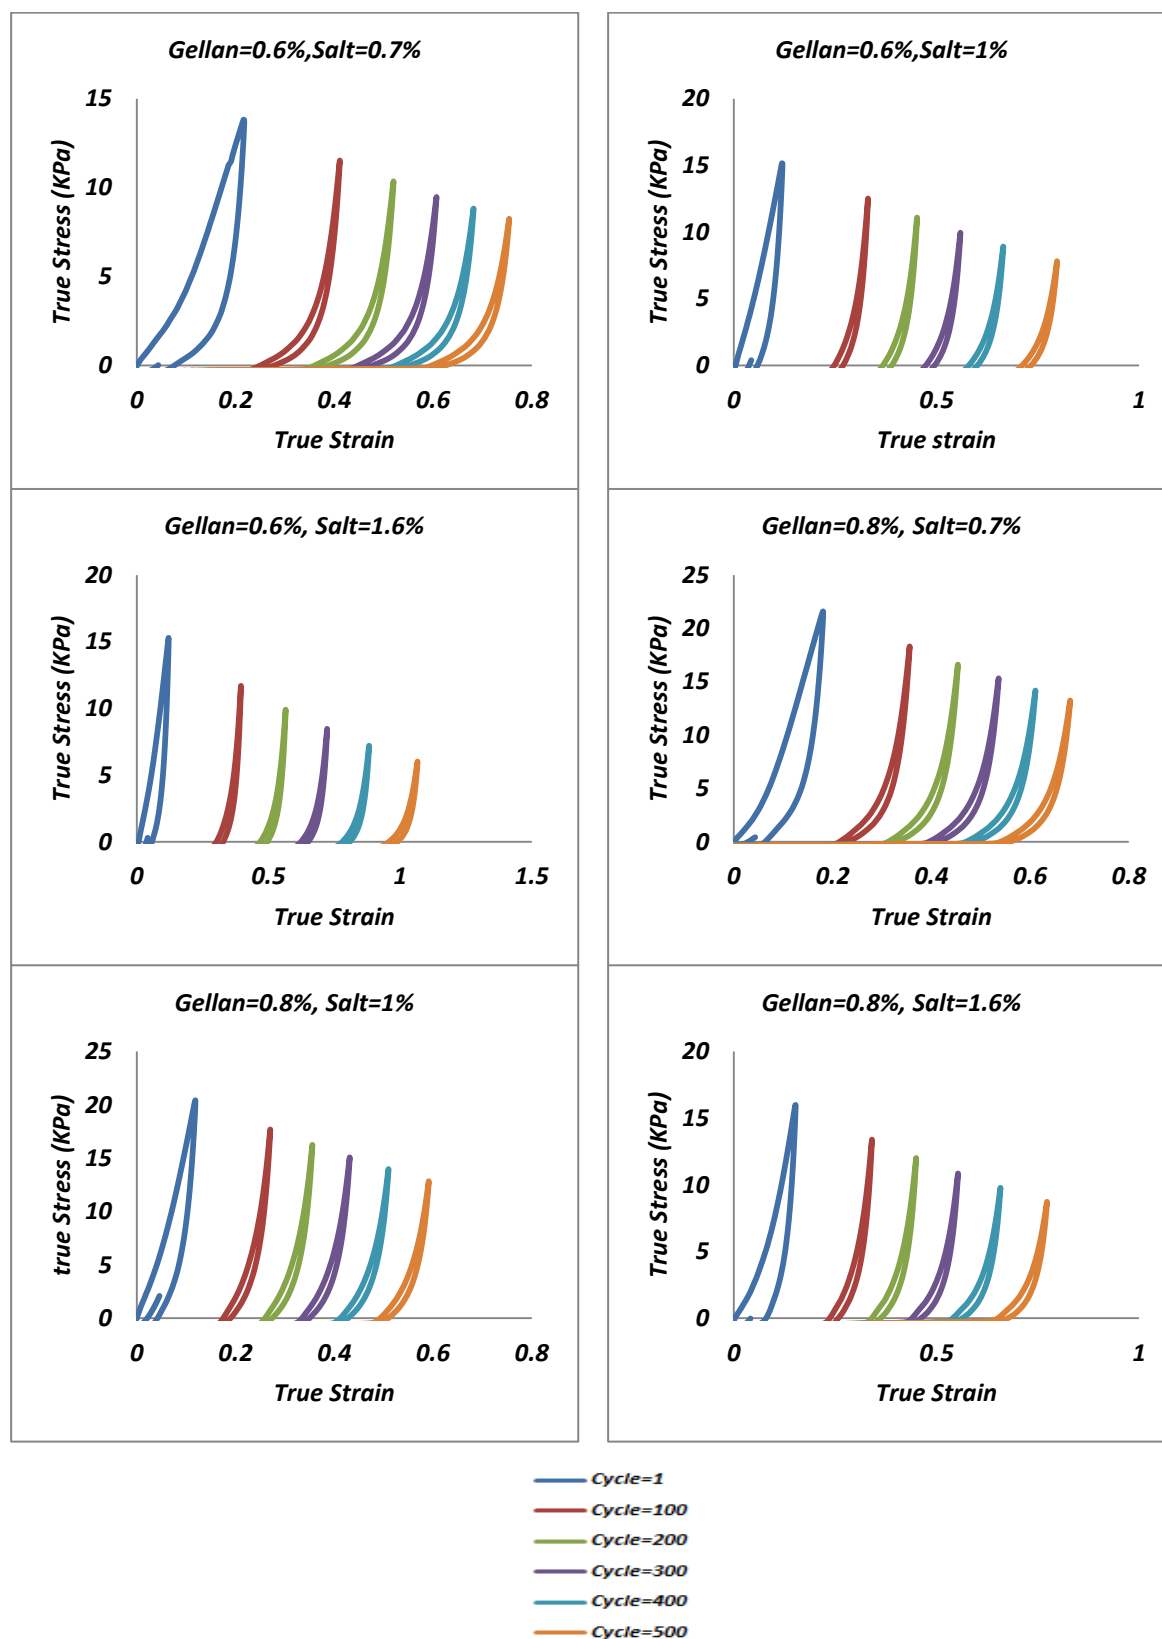 Gellan=0.6%,Salt=0.7%
True Stress (KPa)
15
10
5
0
0 0.2 0.4 0.6 0.8
True Strain
Gellan=0.6%,Salt=1%
True Stress (KPa)
20
15
10
5
0
0 0.5 1
True strain
Gellan=0.6%, Salt=1.6%
True Stress (KPa)
20
15
10
5
0
0 0.5 1 1.5
True Strain
Gellan=0.8%, Salt=0.7%
True Stress (KPa)
25
20
15
10
5
0
0 0.2 0.4 0.6 0.8
True Strain
Gellan=0.8%, Salt=1%
true Stress (KPa)
25
20
15
10
5
0
0 0.2 0.4 0.6 0.8
True Strain
Gellan=0.8%, Salt=1.6%
True Stress (KPa)
20
15
10
5
0
0 0.5 1
True Strain
Cycle=1
Cycle=100
Cycle=200
Cycle=300
Cycle=400
Cycle=500